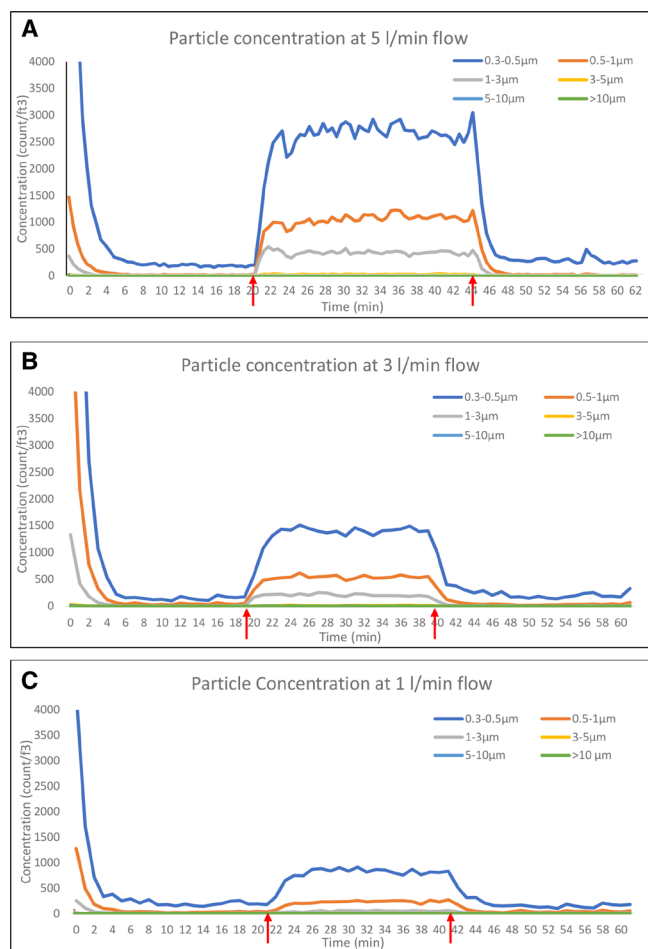 A
Particle concentration at 5 l/min flow
0.3-0.5µm 0.5-1µm
1-3µm 3-5µm
5-10µm >10µm
Concentration (count/ft3)
4000
3500
3000
2500
2000
1500
1000
500
0
0 2 4 6 8 10 12 14 16 18 20 22 24 26 28 30 32 34 36 38 40 42 44 46 48 50 52 54 56 58 60 62
Time (min)
B
Particle concentration at 3 l/min flow
0.3-0.5µm 0.5-1µm
1-3µm 3-5µm
5-10µm >10µm
Concentration (count/ft3)
4000
3500
3000
2500
2000
1500
1000
500
0
0 2 4 6 8 10 12 14 16 18 20 22 24 26 28 30 32 34 36 38 40 42 44 46 48 50 52 54 56 58 60
Time (min)
C
Particle Concentration at 1 l/min flow
0.3-0.5µm 0.5-1µm
1-3µm 3-5µm
5-10µm >10 µm
Concentration (count/f3)
4000
3500
3000
2500
2000
1500
1000
500
0
0 2 4 6 8 10 12 14 16 18 20 22 24 26 28 30 32 34 36 38 40 42 44 46 48 50 52 54 56 58 60
Time (min)